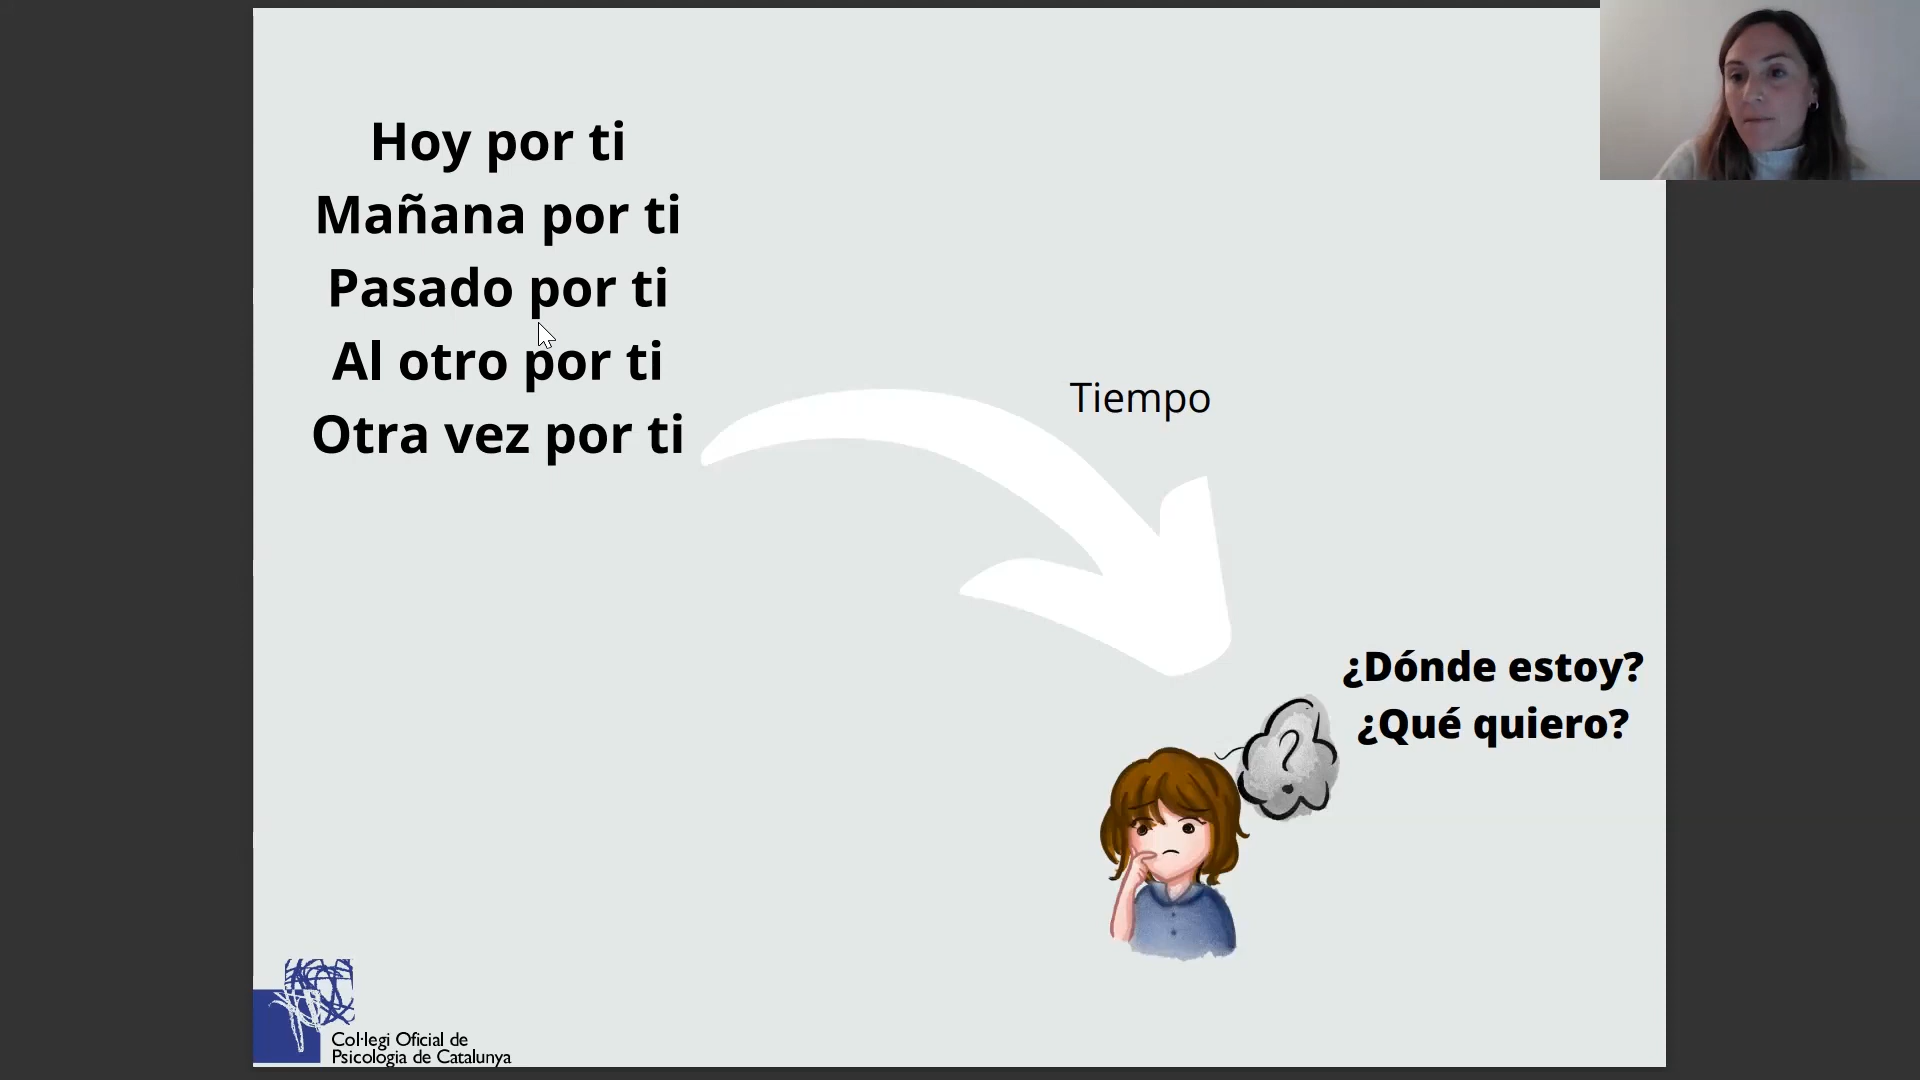 Hoy por ti
Mañana por ti
Pasado por ti
Al otro por ti
Otra vez por ti
Tiempo
¿Dónde estoy?
¿Qué quiero?
?
Col·legi Oficial de
Psicologia de Catalunya